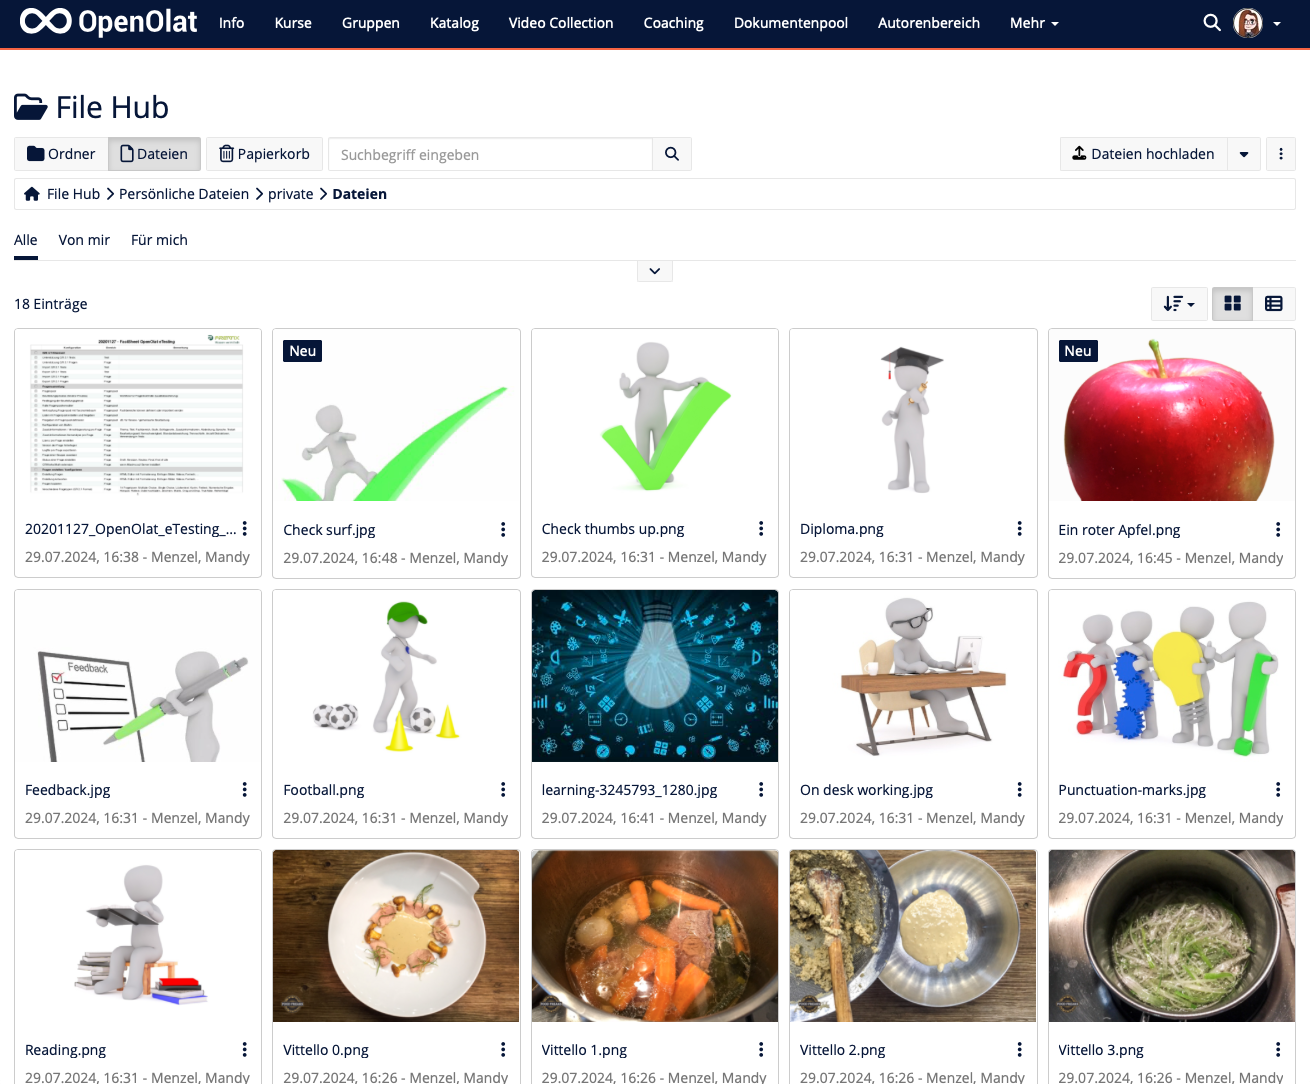 OpenOlat Info Kurse Gruppen Katalog Video Collection Coaching Dokumentenpool Autorenbereich Mehr
File Hub
Ordner Dateien Papierkorb Suchbegriff eingeben Dateien hochladen
File Hub Persönliche Dateien private Dateien
Alle Von mir Für mich
18 Einträge
20201127 - FactSheet OpenOlat eTesting
Neu
Neu
20201127_OpenOlat_eTesting_... Check surf.jpg Check thumbs up.png Diploma.png Ein roter Apfel.png
29.07.2024, 16:38 - Menzel, Mandy 29.07.2024, 16:48 - Menzel, Mandy 29.07.2024, 16:31 - Menzel, Mandy 29.07.2024, 16:31 - Menzel, Mandy 29.07.2024, 16:45 - Menzel, Mandy
Feedback
Feedback.jpg Football.png learning-3245793_1280.jpg On desk working.jpg Punctuation-marks.jpg
29.07.2024, 16:31 - Menzel, Mandy 29.07.2024, 16:31 - Menzel, Mandy 29.07.2024, 16:41 - Menzel, Mandy 29.07.2024, 16:31 - Menzel, Mandy 29.07.2024, 16:31 - Menzel, Mandy
Reading.png Vittello 0.png Vittello 1.png Vittello 2.png Vittello 3.png
29.07.2024, 16:31 - Menzel, Mandy 29.07.2024, 16:26 - Menzel, Mandy 29.07.2024, 16:26 - Menzel, Mandy 29.07.2024, 16:26 - Menzel, Mandy 29.07.2024, 16:26 - Menzel, Mandy